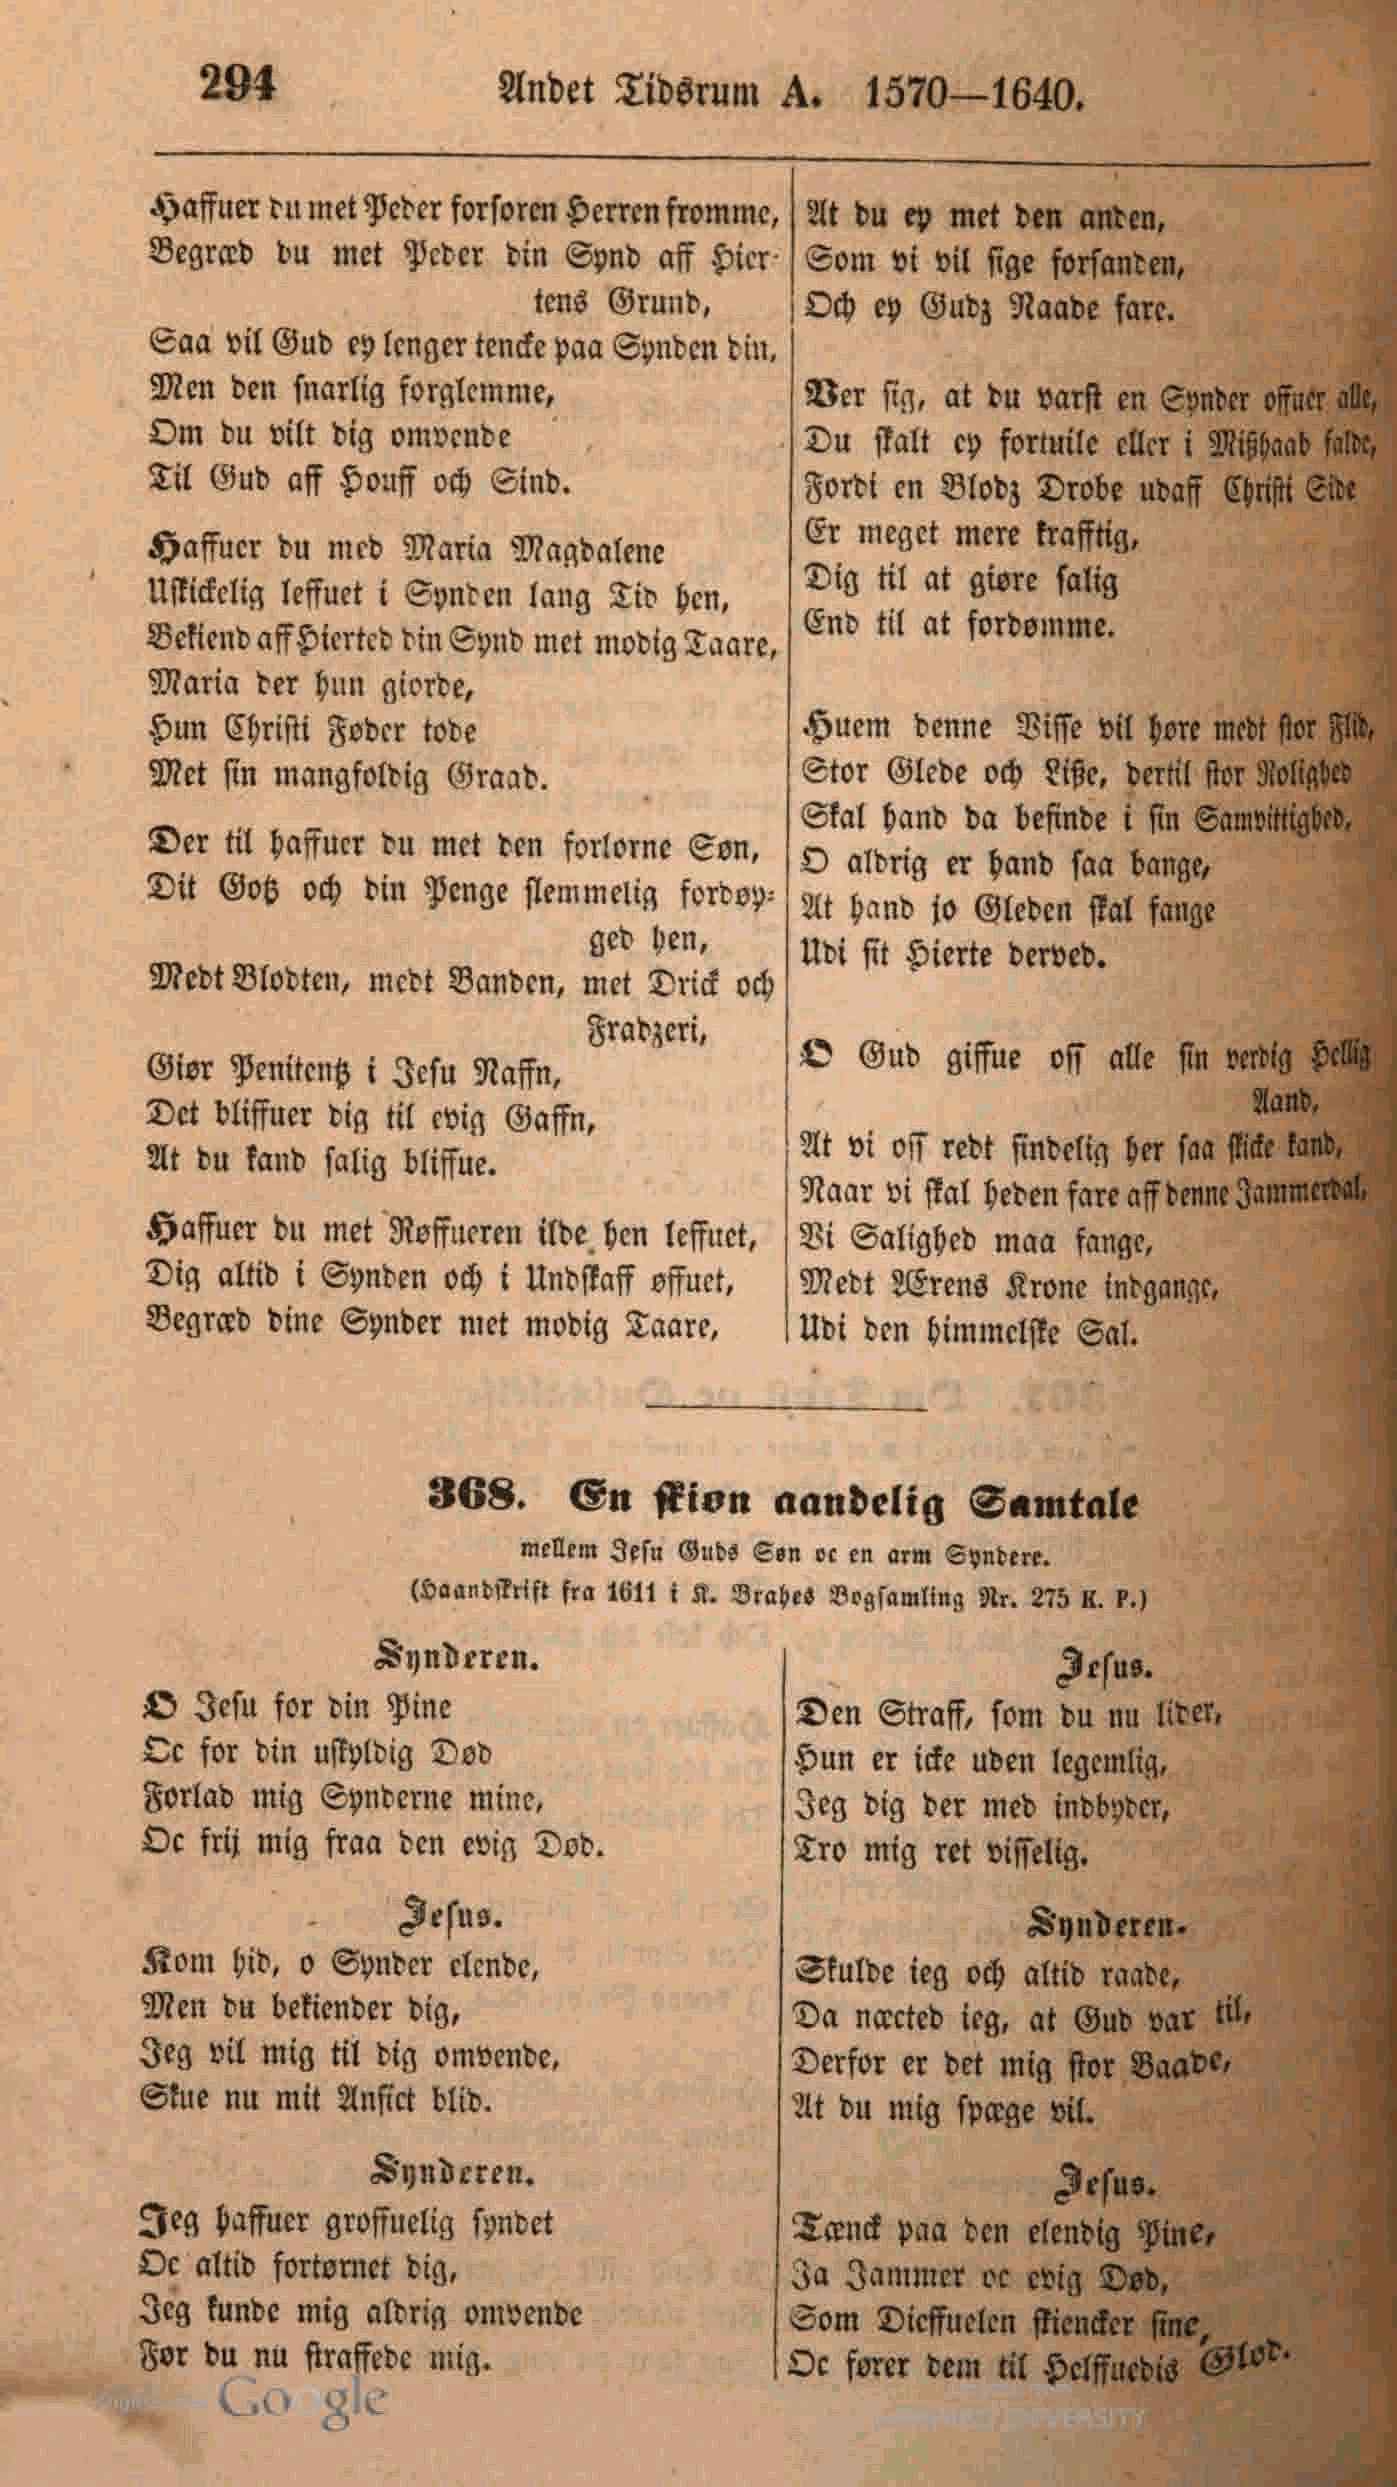 294 Andet Tidsrum A. 1570—1640.
Haffuer du met Peder forsoren Herren fromme,
Begræd du met Peder din Synd aff Hier-
tens Grund,
Saa vil Gud ey lenger tencke paa Synden din,
Men den snarlig forglemme,
Om du vilt dig omvende
Til Gud aff Houff och Sind.
Haffuer du med Maria Magdalene
Uskickelig leffuet i Synden lang Tid hen,
Bekiend aff Hierted din Synd met modig Taare,
Maria der hun giorde,
Hun Christi Føder tode
Met sin mangfoldig Graad.
Der til haffuer du met den forlorne Søn,
Dit Gotz och din Penge slemmelig fordøy-
ged hen,
Medt Blodten, medt Banden, met Drick och
Fradzeri,
Giør Penitentz i Jesu Naffn,
Det bliffuer dig til evig Gaffn,
At du kand salig bliffue.
Haffuer du met Røffueren ilde hen leffuet,
Dig altid i Synden och i Undskaff øffuet,
Begræd dine Synder met modig Taare,
At du ey met den anden,
Som vi vil sige forsanden,
Och ey Gudz Naade fare.
Ver sig, at du varst en Synder offuer alle,
Du skalt ey fortuile eller i Mißhaab falde,
Fordi en Blodz Drobe udaff Christi Side
Er meget mere krafftig,
Dig til at giøre salig
End til at fordømme.
Huem denne Visse vil høre medt stor Flid,
Stor Glede och Liße, dertil stor Rolighed
Skal hand da befinde i sin Samvittighed,
O aldrig er hand saa bange,
At hand jo Gleden skal fange
Udi sit Hierte derved.
O Gud giffue oss alle sin verdig Hellig
Aand,
At vi oss redt sindelig her saa skicke kand,
Naar vi skal heden fare aff denne Jammerdal,
Vi Salighed maa fange,
Medt Ærens Krone indgange,
Udi den himmelske Sal.
368. En skiøn aandelig Samtale
mellem Jesu Guds Søn oc en arm Syndere.
(Haandskrift fra 1611 i K. Brahes Bogsamling Nr. 275 K. P.)
Synderen.
O Jesu for din Pine
Oc for din uskyldig Død
Forlad mig Synderne mine,
Oc frij mig fraa den evig Død.
Jesus.
Kom hid, o Synder elende,
Men du bekiender dig,
Jeg vil mig til dig omvende,
Skue nu mit Ansict blid.
Synderen.
Jeg haffuer groffuelig syndet
Oc altid fortørnet dig,
Jeg kunde mig aldrig omvende
Før du nu straffede mig.
Jesus.
Den Straff, som du nu lider,
Hun er icke uden legemlig,
Jeg dig der med indbyder,
Tro mig ret visselig.
Synderen.
Skulde ieg och altid raade,
Da næcted ieg, at Gud var til,
Derfor er det mig stor Baade,
At du mig spæge vil.
Jesus.
Tænck paa den elendig Pine,
Ja Jammer oc evig Død,
Som Dieffuelen skiencker sine,
Oc fører dem til Helffuedis Glød.
Google
UNIVERSITY